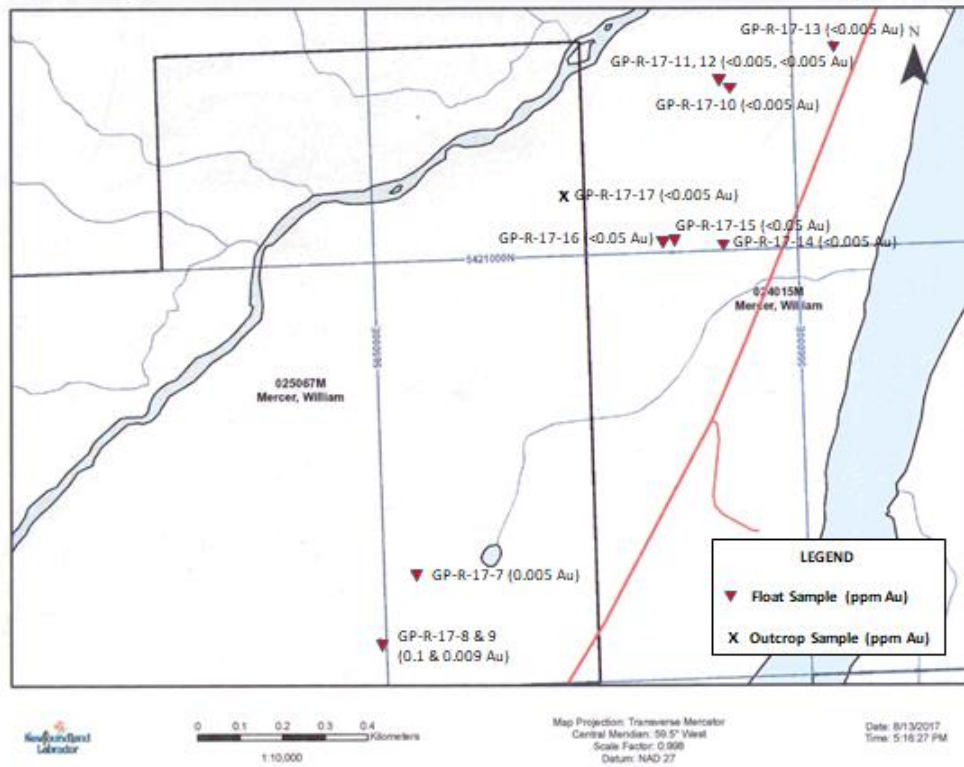 GP-R-17-13 (<0.005 Au)
N
GP-R-17-11, 12 (<0.005, <0.005 Au)
GP-R-17-10 (<0.005 Au)
X GP-R-17-17 (<0.005 Au)
GP-R-17-15 (<0.05 Au)
GP-R-17-16 (<0.05 Au)
GP-R-17-14 (<0.005 Au)
5421000N
024015M
Mercer, William
565000E
025067M
Mercer, William
GP-R-17-7 (0.005 Au)
GP-R-17-8 & 9
(0.1 & 0.009 Au)
LEGEND
Float Sample (ppm Au)
X Outcrop Sample (ppm Au)
Newfoundland
Labrador
0 0.1 0.2 0.3 0.4
Kilometers
1:10,000
Map Projection: Transverse Mercator
Central Meridian: 59.5° West
Scale Factor: 0.998
Datum: NAD 27
Date: 8/13/2017
Time: 5:16:27 PM